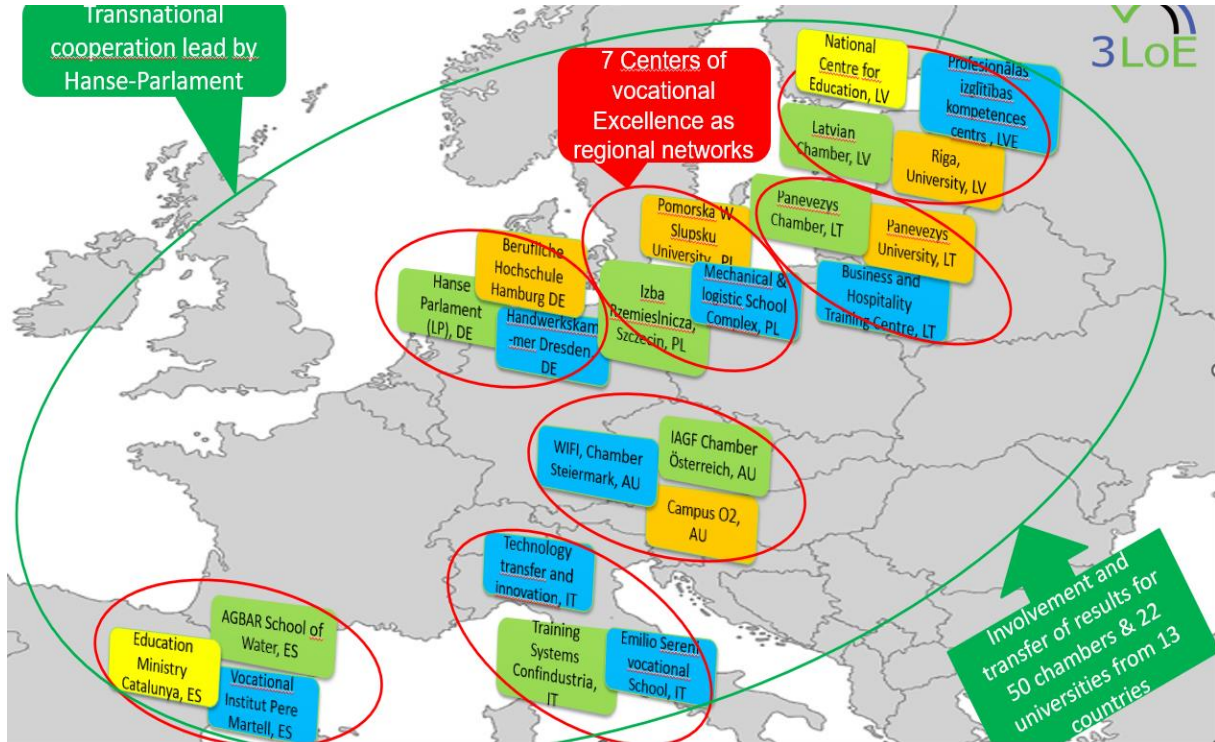 Transnational
cooperation lead by
Hanse-Parlament
7 Centers of
vocational
Excellence as
regional networks
3LoE
National
Centre for
Education, LV
Profesionālās
izglītības
kompetences
centrs , LVE
Latvian
Chamber, LV
Riga,
University, LV
Panevezys
Chamber, LT
Panevezys
University, LT
Business and
Hospitality
Training Centre, LT
Pomorska W
Slupsku
University, PL
Izba
Rzemieslnicza,
Szczecin, PL
Mechanical &
logistic School
Complex, PL
Berufliche
Hochschule
Hamburg DE
Hanse
Parlament
(LP), DE
Handwerkskam
-mer Dresden
DE
WIFI, Chamber
Steiermark, AU
IAGF Chamber
Österreich, AU
Campus O2,
AU
Technology
transfer and
innovation, IT
Training
Systems
Confindustria,
IT
Emilio Sereni
vocational
School, IT
AGBAR School of
Water, ES
Education
Ministry
Catalunya, ES
Vocational
Institut Pere
Martell, ES
Involvement and
transfer of results for
50 chambers & 22
universities from 13
countries